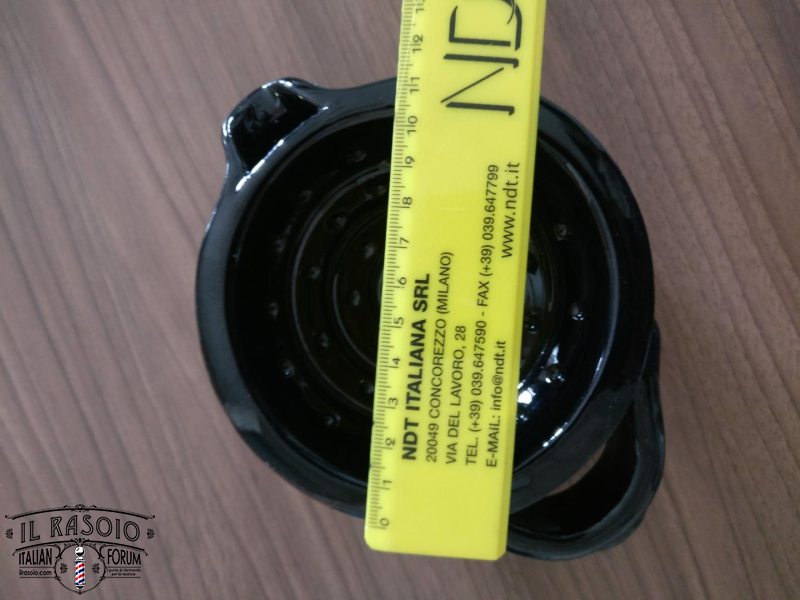 ND
NDT ITALIANA SRL
20049 CONCOREZZO (MILANO)
VIA DEL LAVORO, 28
TEL. (+39) 039.647590 - FAX (+39) 039.647799
E-MAIL: info@ndt.it
www.ndt.it
0 1 2 3 4 5 6 7 8 9 10 11 12
IL RASOIO
ITALIAN FORUM
ilrasoio.com